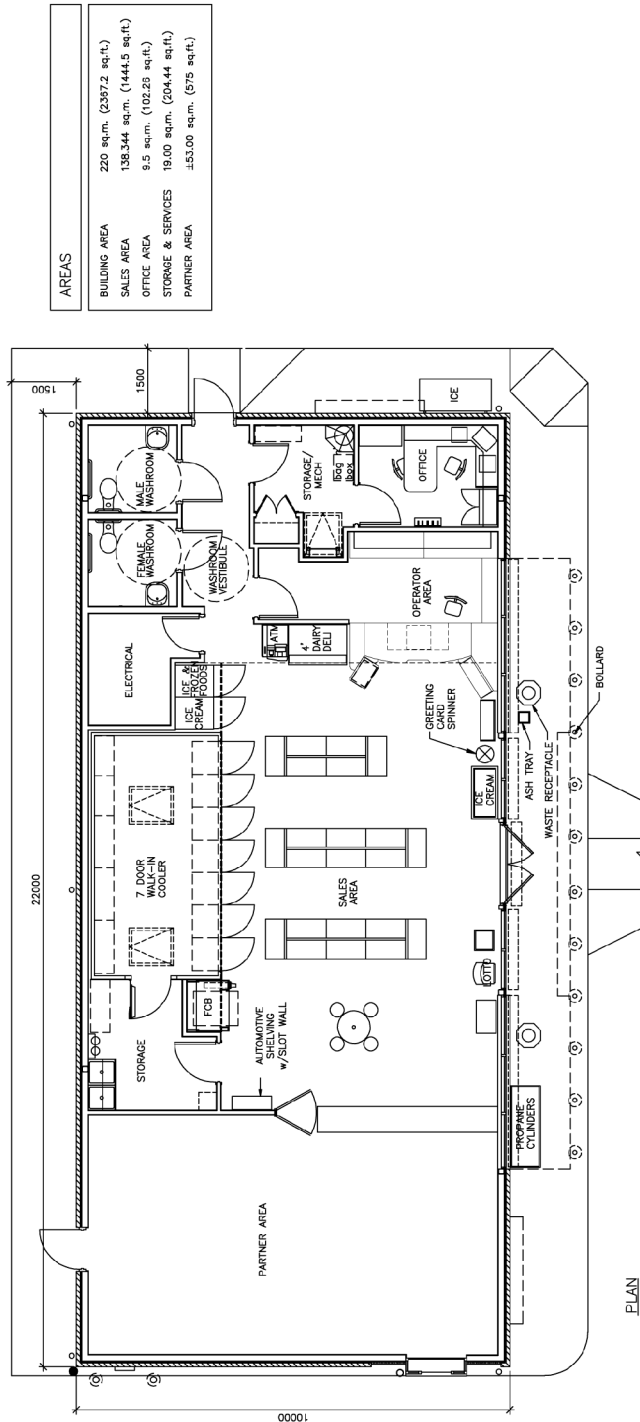 AREAS
BUILDING AREA 220 sq.m. (2367.2 sq.ft.)
SALES AREA 138.344 sq.m. (1444.5 sq.ft.)
OFFICE AREA 9.5 sq.m. (102.26 sq.ft.)
STORAGE & SERVICES 19.00 sq.m. (204.44 sq.ft.)
PARTNER AREA ±53.00 sq.m. (575 sq.ft.)
22000
1500
1500
10000
PARTNER AREA
STORAGE
FCB
AUTOMOTIVE
SHELVING
w/SLOT WALL
7 DOOR
WALK-IN
COOLER
ICE
CREAM
ICE &
FROZEN
FOODS
ELECTRICAL
FEMALE
WASHROOM
MALE
WASHROOM
WASHROOM
VESTIBULE
ATM
4'
DAIRY
DELI
STORAGE/
MECH
bag
box
OFFICE
OPERATOR
AREA
ICE
SALES
AREA
GREETING
CARD
SPINNER
ICE
CREAM
LOTTO
PROPANE
CYLINDERS
ASH TRAY
WASTE RECEPTACLE
BOLLARD
PLAN